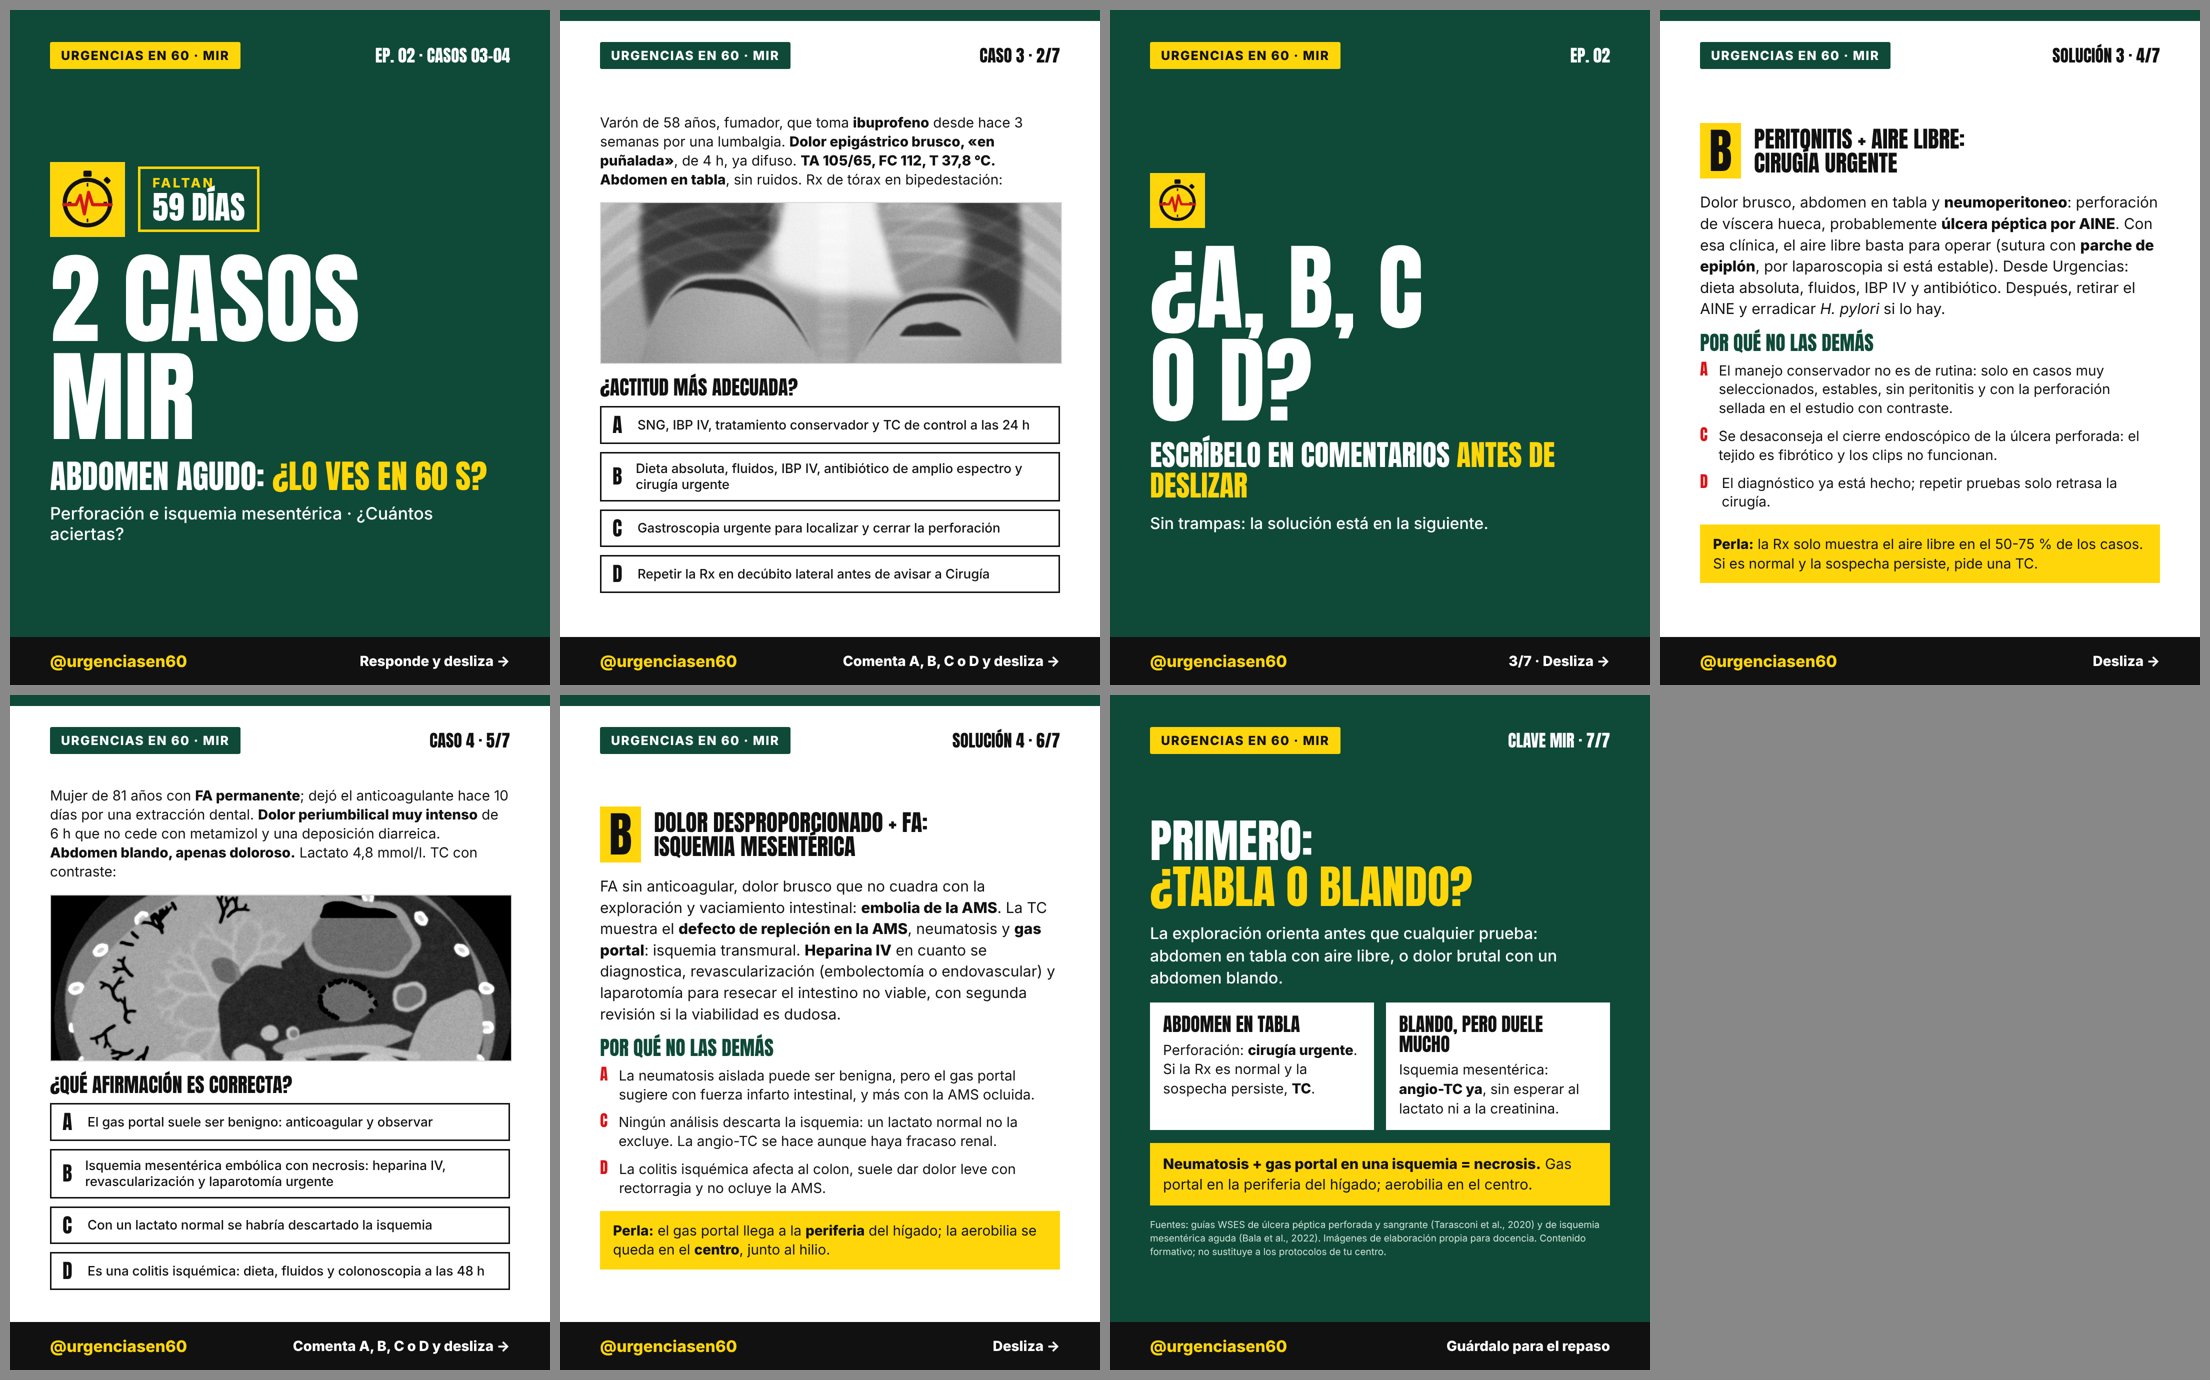 URGENCIAS EN 60 · MIR
EP. 02 · CASOS 03-04
FALTAN
59 DÍAS
2 CASOS
MIR
ABDOMEN AGUDO: ¿LO VES EN 60 S?
Perforación e isquemia mesentérica · ¿Cuántos
aciertas?
@urgenciasen60
Responde y desliza →
URGENCIAS EN 60 · MIR
CASO 3 · 2/7
Varón de 58 años, fumador, que toma ibuprofeno desde hace 3
semanas por una lumbalgia. Dolor epigástrico brusco, «en
puñalada», de 4 h, ya difuso. TA 105/65, FC 112, T 37,8 °C.
Abdomen en tabla, sin ruidos. Rx de tórax en bipedestación:
¿ACTITUD MÁS ADECUADA?
A SNG, IBP IV, tratamiento conservador y TC de control a las 24 h
B Dieta absoluta, fluidos, IBP IV, antibiótico de amplio espectro y
cirugía urgente
C Gastroscopia urgente para localizar y cerrar la perforación
D Repetir la Rx en decúbito lateral antes de avisar a Cirugía
@urgenciasen60
Comenta A, B, C o D y desliza →
URGENCIAS EN 60 · MIR
EP. 02
¿A, B, C
O D?
ESCRÍBELO EN COMENTARIOS ANTES DE
DESLIZAR
Sin trampas: la solución está en la siguiente.
@urgenciasen60
3/7 · Desliza →
URGENCIAS EN 60 · MIR
SOLUCIÓN 3 · 4/7
B PERITONITIS + AIRE LIBRE:
CIRUGÍA URGENTE
Dolor brusco, abdomen en tabla y neumoperitoneo: perforación
de víscera hueca, probablemente úlcera péptica por AINE. Con
esa clínica, el aire libre basta para operar (sutura con parche de
epiplón, por laparoscopia si está estable). Desde Urgencias:
dieta absoluta, fluidos, IBP IV y antibiótico. Después, retirar el
AINE y erradicar H. pylori si lo hay.
POR QUÉ NO LAS DEMÁS
A El manejo conservador no es de rutina: solo en casos muy
seleccionados, estables, sin peritonitis y con la perforación
sellada en el estudio con contraste.
C Se desaconseja el cierre endoscópico de la úlcera perforada: el
tejido es fibrótico y los clips no funcionan.
D El diagnóstico ya está hecho; repetir pruebas solo retrasa la
cirugía.
Perla: la Rx solo muestra el aire libre en el 50-75 % de los casos.
Si es normal y la sospecha persiste, pide una TC.
@urgenciasen60
Desliza →
URGENCIAS EN 60 · MIR
CASO 4 · 5/7
Mujer de 81 años con FA permanente; dejó el anticoagulante hace 10
días por una extracción dental. Dolor periumbilical muy intenso de
6 h que no cede con metamizol y una deposición diarreica.
Abdomen blando, apenas doloroso. Lactato 4,8 mmol/l. TC con
contraste:
¿QUÉ AFIRMACIÓN ES CORRECTA?
A El gas portal suele ser benigno: anticoagular y observar
B Isquemia mesentérica embólica con necrosis: heparina IV,
revascularización y laparotomía urgente
C Con un lactato normal se habría descartado la isquemia
D Es una colitis isquémica: dieta, fluidos y colonoscopia a las 48 h
@urgenciasen60
Comenta A, B, C o D y desliza →
URGENCIAS EN 60 · MIR
SOLUCIÓN 4 · 6/7
B DOLOR DESPROPORCIONADO + FA:
ISQUEMIA MESENTÉRICA
FA sin anticoagular, dolor brusco que no cuadra con la
exploración y vaciamiento intestinal: embolia de la AMS. La TC
muestra el defecto de repleción en la AMS, neumatosis y gas
portal: isquemia transmural. Heparina IV en cuanto se
diagnostica, revascularización (embolectomía o endovascular) y
laparotomía para resecar el intestino no viable, con segunda
revisión si la viabilidad es dudosa.
POR QUÉ NO LAS DEMÁS
A La neumatosis aislada puede ser benigna, pero el gas portal
sugiere con fuerza infarto intestinal, y más con la AMS ocluida.
C Ningún análisis descarta la isquemia: un lactato normal no la
excluye. La angio-TC se hace aunque haya fracaso renal.
D La colitis isquémica afecta al colon, suele dar dolor leve con
rectorragia y no ocluye la AMS.
Perla: el gas portal llega a la periferia del hígado; la aerobilia se
queda en el centro, junto al hilio.
@urgenciasen60
Desliza →
URGENCIAS EN 60 · MIR
CLAVE MIR · 7/7
PRIMERO:
¿TABLA O BLANDO?
La exploración orienta antes que cualquier prueba:
abdomen en tabla con aire libre, o dolor brutal con un
abdomen blando.
ABDOMEN EN TABLA
Perforación: cirugía urgente.
Si la Rx es normal y la
sospecha persiste, TC.
BLANDO, PERO DUELE
MUCHO
Isquemia mesentérica:
angio-TC ya, sin esperar al
lactato ni a la creatinina.
Neumatosis + gas portal en una isquemia = necrosis. Gas
portal en la periferia del hígado; aerobilia en el centro.
Fuentes: guías WSES de úlcera péptica perforada y sangrante (Tarasconi et al., 2020) y de isquemia
mesentérica aguda (Bala et al., 2022). Imágenes de elaboración propia para docencia. Contenido
formativo; no sustituye a los protocolos de tu centro.
@urgenciasen60
Guárdalo para el repaso